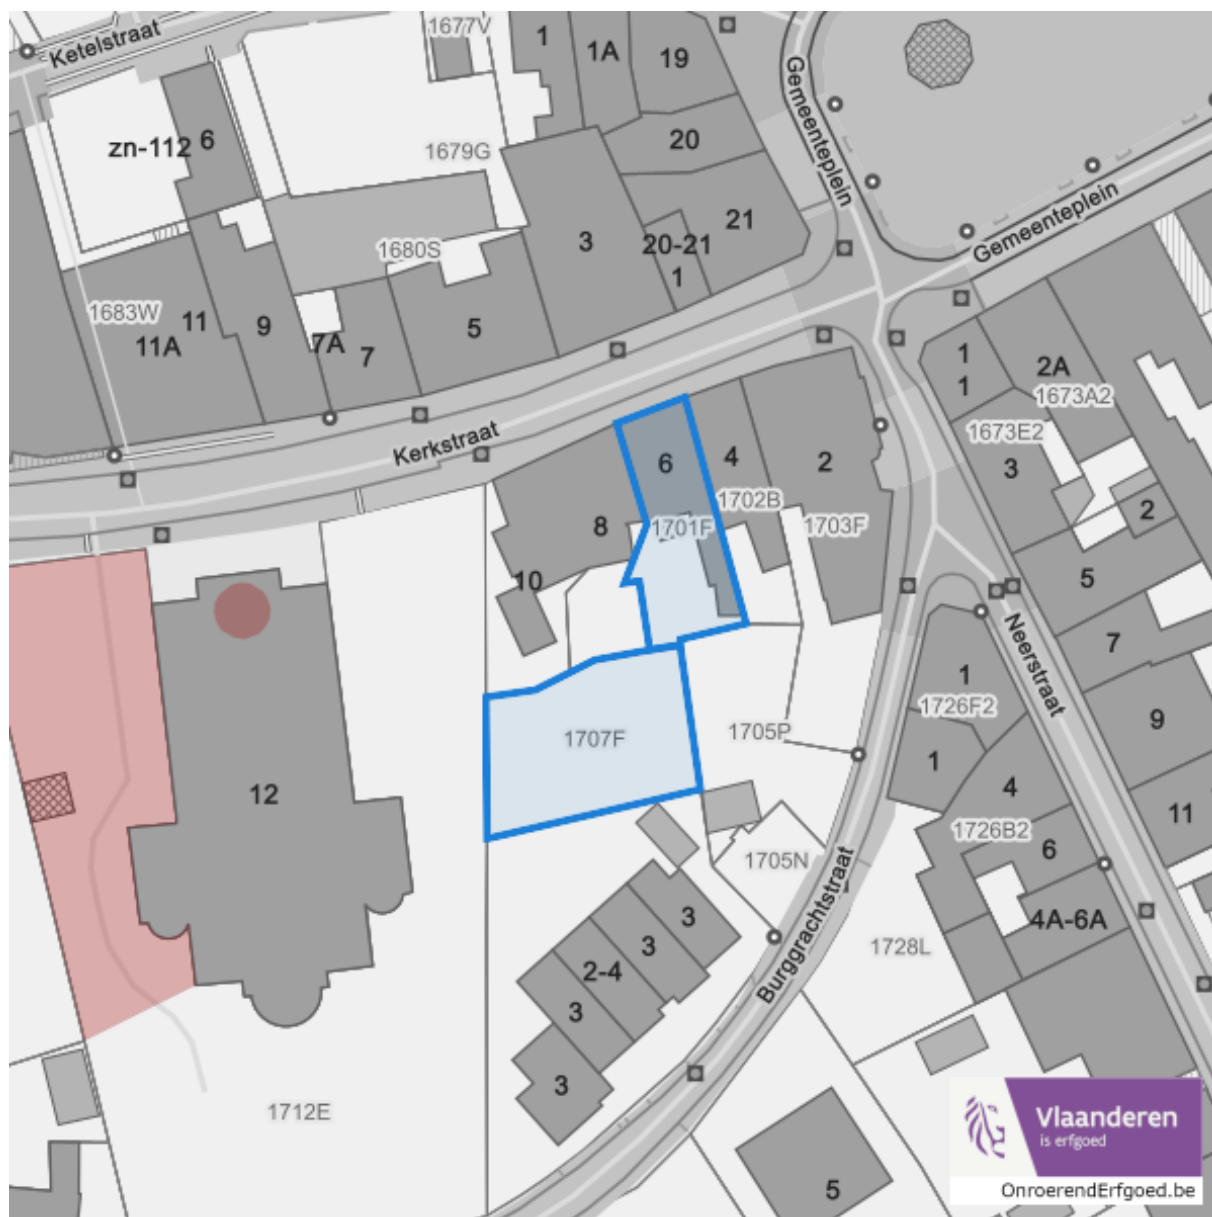 Ketelstraat
1677V
1
1A
19
Gemeenteplein
zn-112
6
1679G
20
21
20-21
1
Gemeenteplein
3
1680S
1683W
11
11A
9
7A
7
5
1
1
2A
1673A2
1673E2
3
Kerkstraat
6
4
2
1702B
1701F
1703F
8
10
2
5
7
Neerstraat
9
11
1
1726F2
1
4
1726B2
6
4A-6A
12
1707F
1705P
1705N
Burggrachtstraat
1728L
3
3
2-4
3
3
1712E
5
Vlaanderen
is erfgoed
OnroerendErfgoed.be